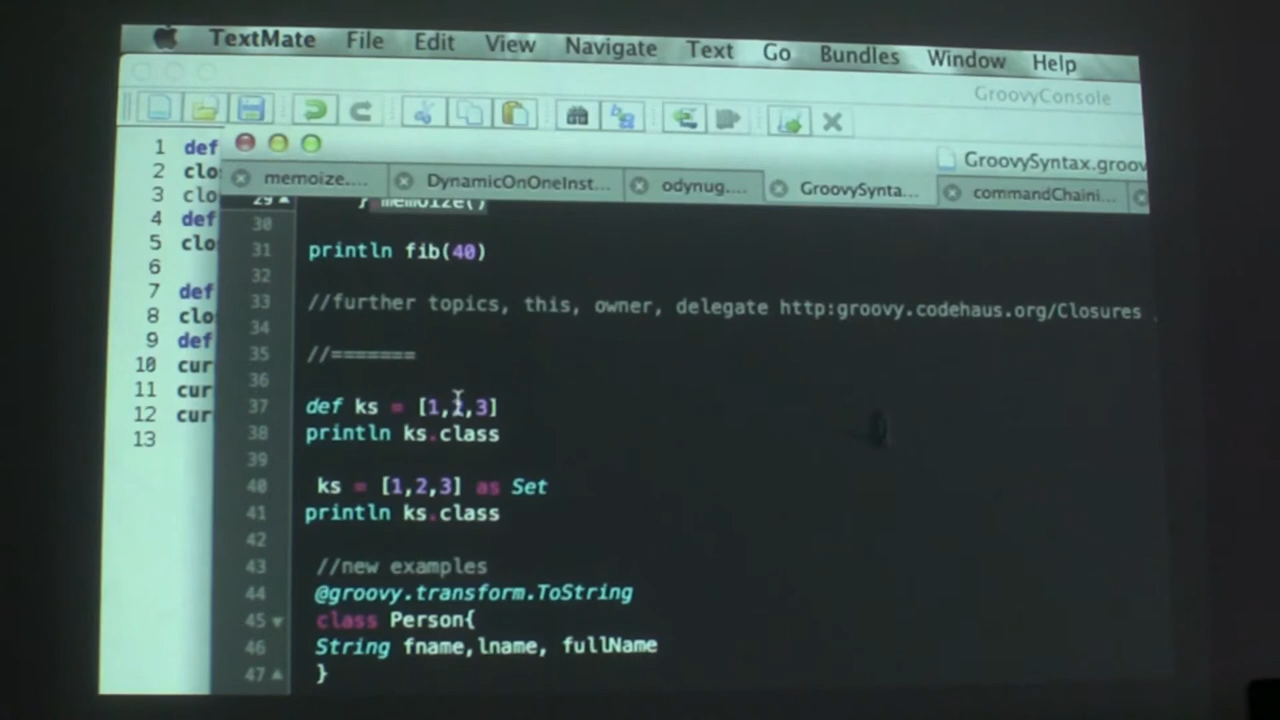 TextMate File Edit View Navigate Text Go Bundles Window Help
GroovyConsole
GroovySyntax.groov
memoize.... DynamicOnOneInst... odynug.... GroovySynta... commandChaini...
1 def
2 clo
3 clo
4 def
5 clo
6
7 def
8 clo
9 def
10 cur
11 cur
12 cur
13
29 } memoize()
30
31 println fib(40)
32
33 //further topics, this, owner, delegate http:groovy.codehaus.org/Closures .
34
35 //=======
36
37 def ks = [1,2,3]
38 println ks.class
39
40 ks = [1,2,3] as Set
41 println ks.class
42
43 //new examples
44 @groovy.transform.ToString
45 class Person{
46 String fname,lname, fullName
47 }